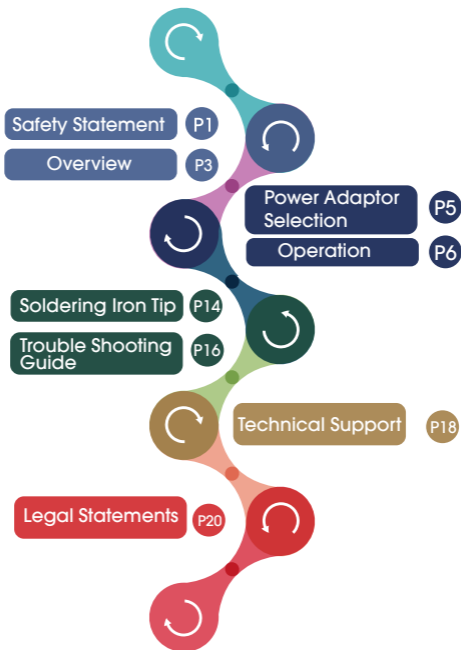 Safety Statement P1
Overview P3
Power Adaptor
Selection P5
Operation P6
Soldering Iron Tip P14
Trouble Shooting
Guide P16
Technical Support P18
Legal Statements P20